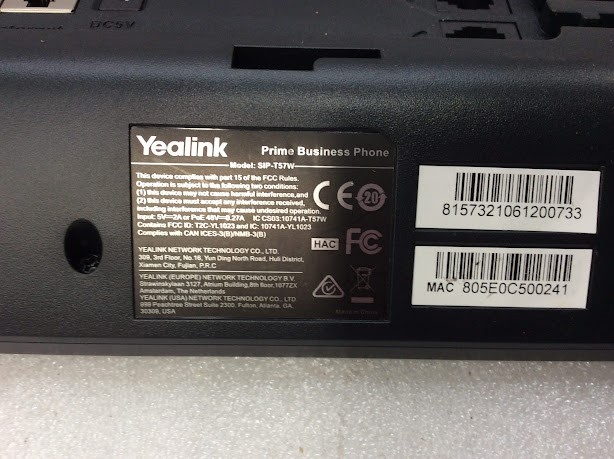 DC5V
Yealink
Prime Business Phone
Model: SIP-T57W
This device complies with part 15 of the FCC Rules.
Operation is subject to the following two conditions:
(1) this device may not cause harmful interference,and
(2) this device must accept any interference received,
including interference that may cause undesired operation.
Input: 5V⎓2A or PoE 48V⎓0.27A IC CS03:10741A-T57W
Contains FCC ID: T2C-YL1023 and IC: 10741A-YL1023
Complies with CAN ICES-3(B)/NMB-3(B)
CE
20
HAC
FC
YEALINK NETWORK TECHNOLOGY CO., LTD.
309, 3rd Floor, No.16, Yun Ding North Road, Huli District,
Xiamen City, Fujian, P.R.C
YEALINK (EUROPE) NETWORK TECHNOLOGY B.V.
Strawinskylaan 3127, Atrium Building,8th floor,1077ZX
Amsterdam, The Netherlands
YEALINK (USA) NETWORK TECHNOLOGY CO., LTD.
999 Peachtree Street Suite 2300, Fulton, Atlanta, GA,
30309, USA
Made in China
8157321061200733
MAC 805E0C500241